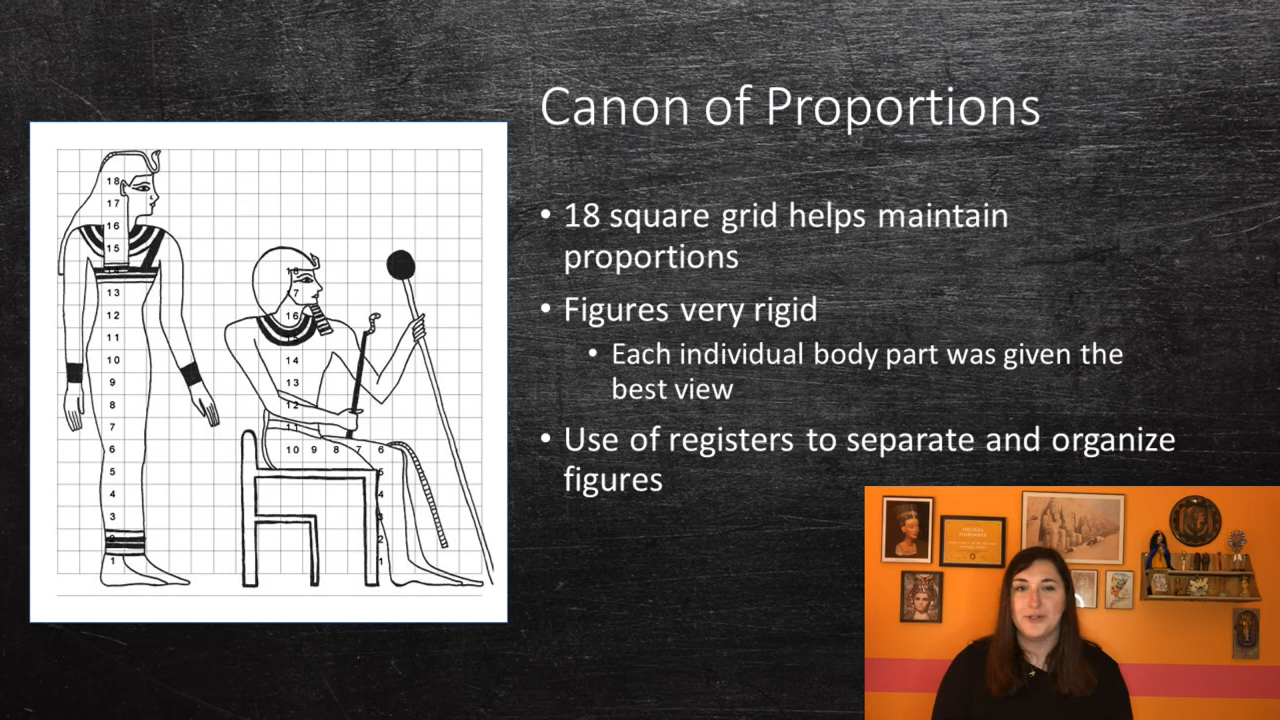 Canon of Proportions
• 18 square grid helps maintain
proportions
• Figures very rigid
• Each individual body part was given the
best view
• Use of registers to separate and organize
figures
18
17
16
15
13
12
11
10
9
8
7
6
5
4
3
2
1
16
14
13
12
11
10 9 8 7 6
4
2
1